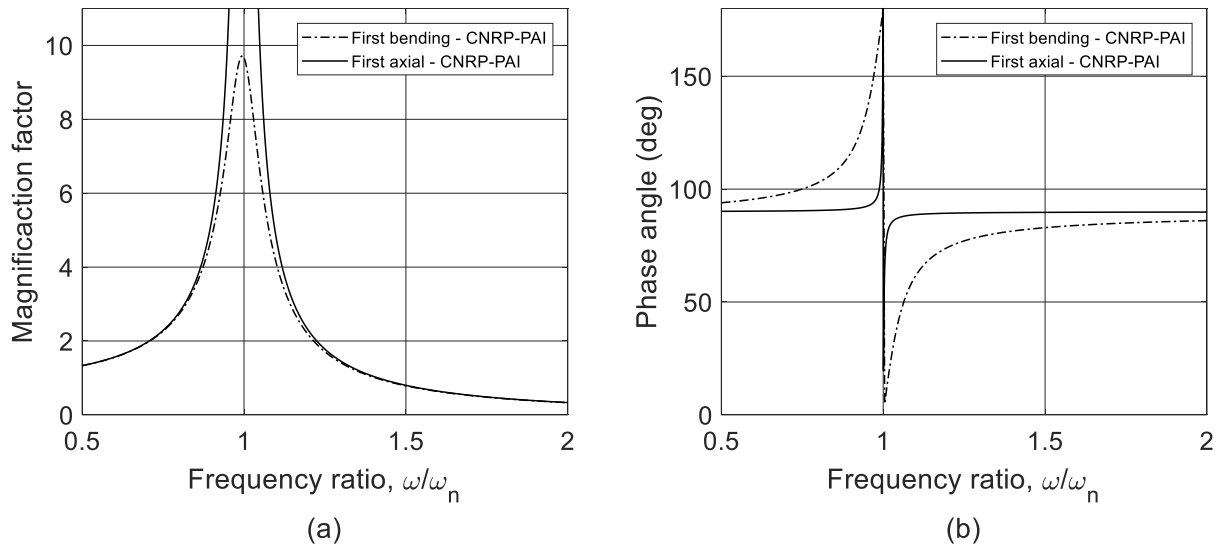 First bending - CNRP-PAI
First axial - CNRP-PAI
10
8
6
4
2
0
Magnificaction factor
0.5
1
1.5
2
Frequency ratio, ω/ωn
(a)
First bending - CNRP-PAI
First axial - CNRP-PAI
150
100
50
0
Phase angle (deg)
0.5
1
1.5
2
Frequency ratio, ω/ωn
(b)